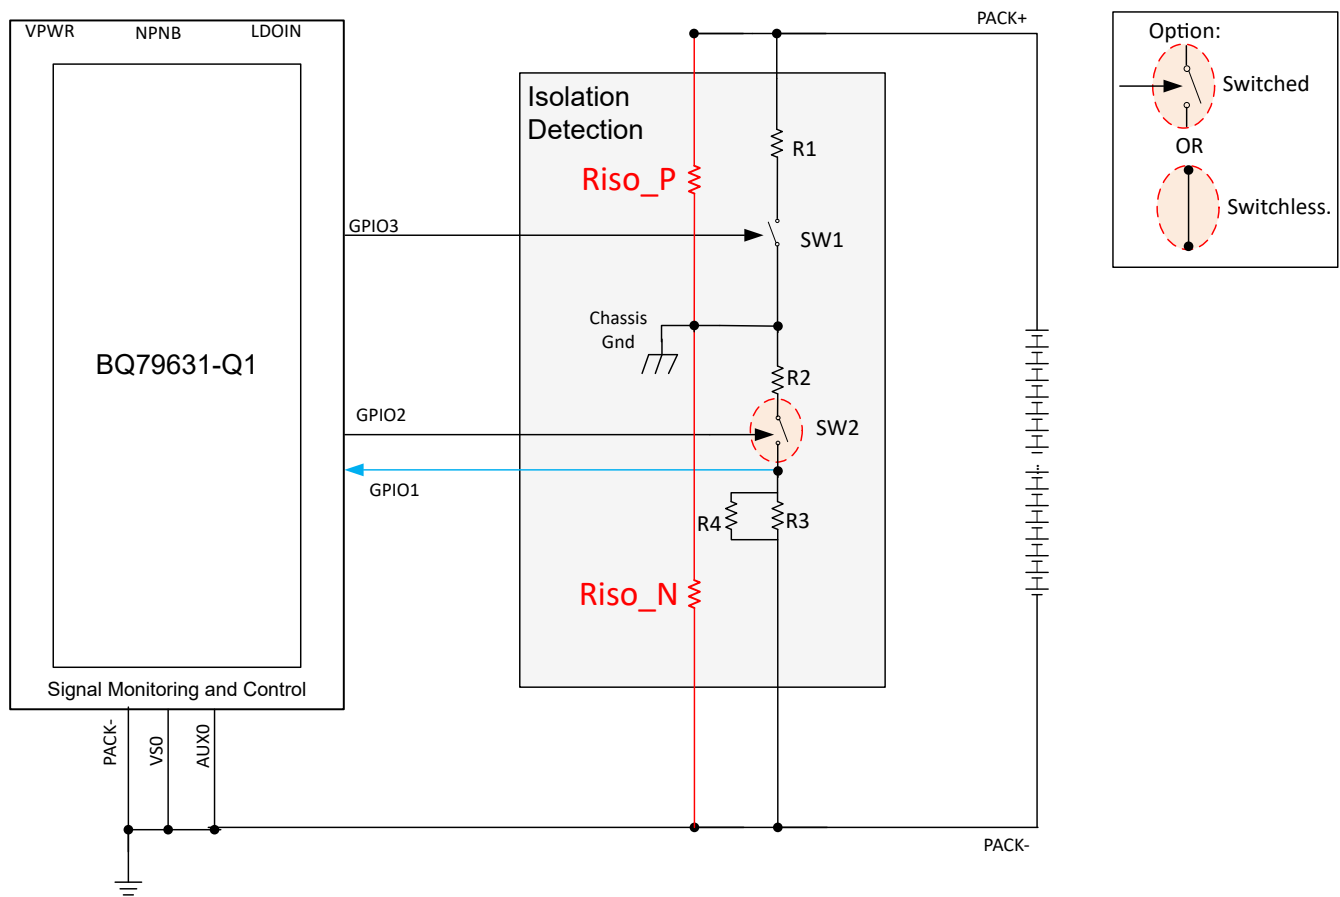 VPWR
NPNB
LDOIN
PACK+
Option:
Switched
OR
Switchless.
Isolation
Detection
R1
Riso_P
GPIO3
SW1
Chassis
Gnd
BQ79631-Q1
R2
GPIO2
SW2
GPIO1
R4
R3
Riso_N
Signal Monitoring and Control
PACK-
VS0
AUX0
PACK-